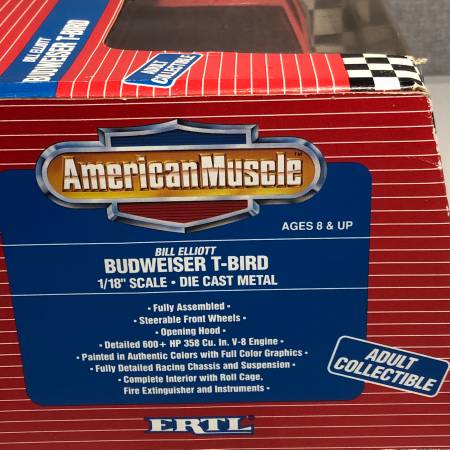 BILL ELLIOTT
BUDWEISER T-BIRD
ADULT
COLLECTIBLE
American Muscle
AGES 8 & UP
BILL ELLIOTT
BUDWEISER T-BIRD
1/18" SCALE • DIE CAST METAL
• Fully Assembled •
• Steerable Front Wheels •
• Opening Hood •
• Detailed 600+ HP 358 Cu. In. V-8 Engine •
• Painted in Authentic Colors with Full Color Graphics •
• Fully Detailed Racing Chassis and Suspension •
• Complete Interior with Roll Cage,
Fire Extinguisher and Instruments •
ADULT
COLLECTIBLE
ERTL